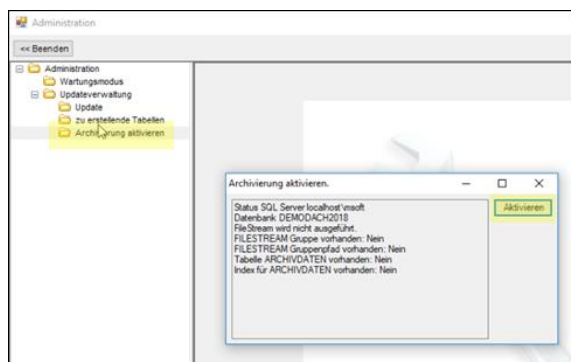 Administration
<< Beenden
Administration
Wartungsmodus
Updateverwaltung
Update
zu erstellende Tabellen
Archivierung aktivieren
Archivierung aktivieren.
Status SQL Server localhost\msoft
Datenbank DEMODACH2018
FileStream wird nicht ausgeführt.
FILESTREAM Gruppe vorhanden: Nein
FILESTREAM Gruppenpfad vorhanden: Nein
Tabelle ARCHIVDATEN vorhanden: Nein
Index für ARCHIVDATEN vorhanden: Nein
Aktivieren